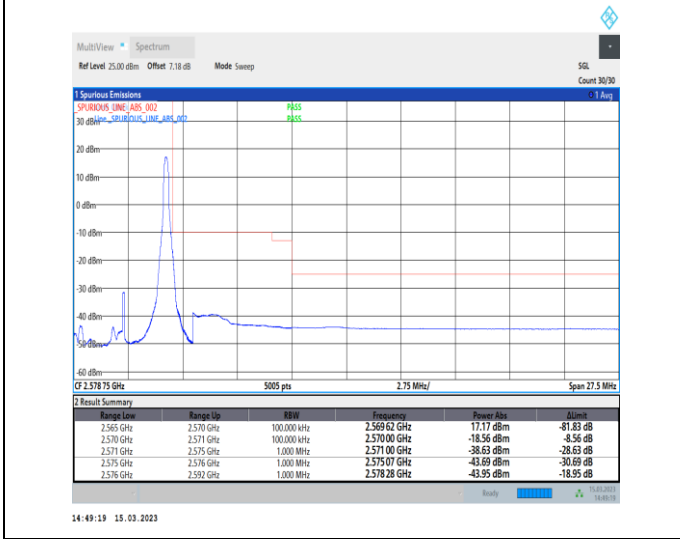 MultiView Spectrum
Ref Level 25.00 dBm Offset 7.18 dB Mode Sweep SGL
Count 30/30
1 Spurious Emissions 1 Avg
_SPURIOUS_LINE_ABS_002 PASS
30 dBm Line _SPURIOUS_LINE_ABS_002 PASS
20 dBm
10 dBm
0 dBm
-10 dBm
-20 dBm
-30 dBm
-40 dBm
-50 dBm
-60 dBm
CF 2.578 75 GHz 5005 pts 2.75 MHz/ Span 27.5 MHz
2 Result Summary
Range Low Range Up RBW Frequency Power Abs ΔLimit
2.565 GHz 2.570 GHz 100.000 kHz 2.569 62 GHz 17.17 dBm -81.83 dB
2.570 GHz 2.571 GHz 100.000 kHz 2.570 00 GHz -18.56 dBm -8.56 dB
2.571 GHz 2.575 GHz 1.000 MHz 2.571 00 GHz -38.63 dBm -28.63 dB
2.575 GHz 2.576 GHz 1.000 MHz 2.575 07 GHz -43.69 dBm -30.69 dB
2.576 GHz 2.592 GHz 1.000 MHz 2.578 28 GHz -43.95 dBm -18.95 dB
Ready 15.03.2023
14:49:19
14:49:19 15.03.2023